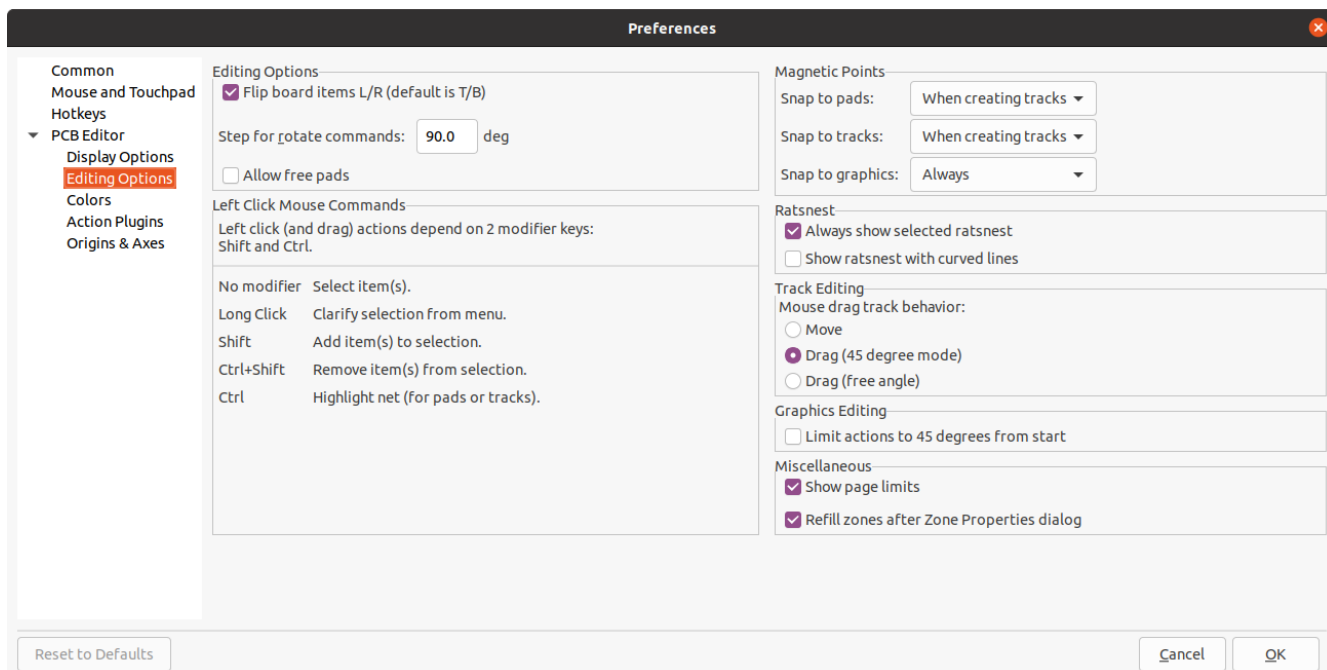 Preferences
Common
Mouse and Touchpad
Hotkeys
PCB Editor
Display Options
Editing Options
Colors
Action Plugins
Origins & Axes
Editing Options
Flip board items L/R (default is T/B)
Step for rotate commands: 90.0 deg
Allow free pads
Left Click Mouse Commands
Left click (and drag) actions depend on 2 modifier keys:
Shift and Ctrl.
No modifier Select item(s).
Long Click Clarify selection from menu.
Shift Add item(s) to selection.
Ctrl+Shift Remove item(s) from selection.
Ctrl Highlight net (for pads or tracks).
Magnetic Points
Snap to pads: When creating tracks
Snap to tracks: When creating tracks
Snap to graphics: Always
Ratsnest
Always show selected ratsnest
Show ratsnest with curved lines
Track Editing
Mouse drag track behavior:
Move
Drag (45 degree mode)
Drag (free angle)
Graphics Editing
Limit actions to 45 degrees from start
Miscellaneous
Show page limits
Refill zones after Zone Properties dialog
Reset to Defaults
Cancel
OK